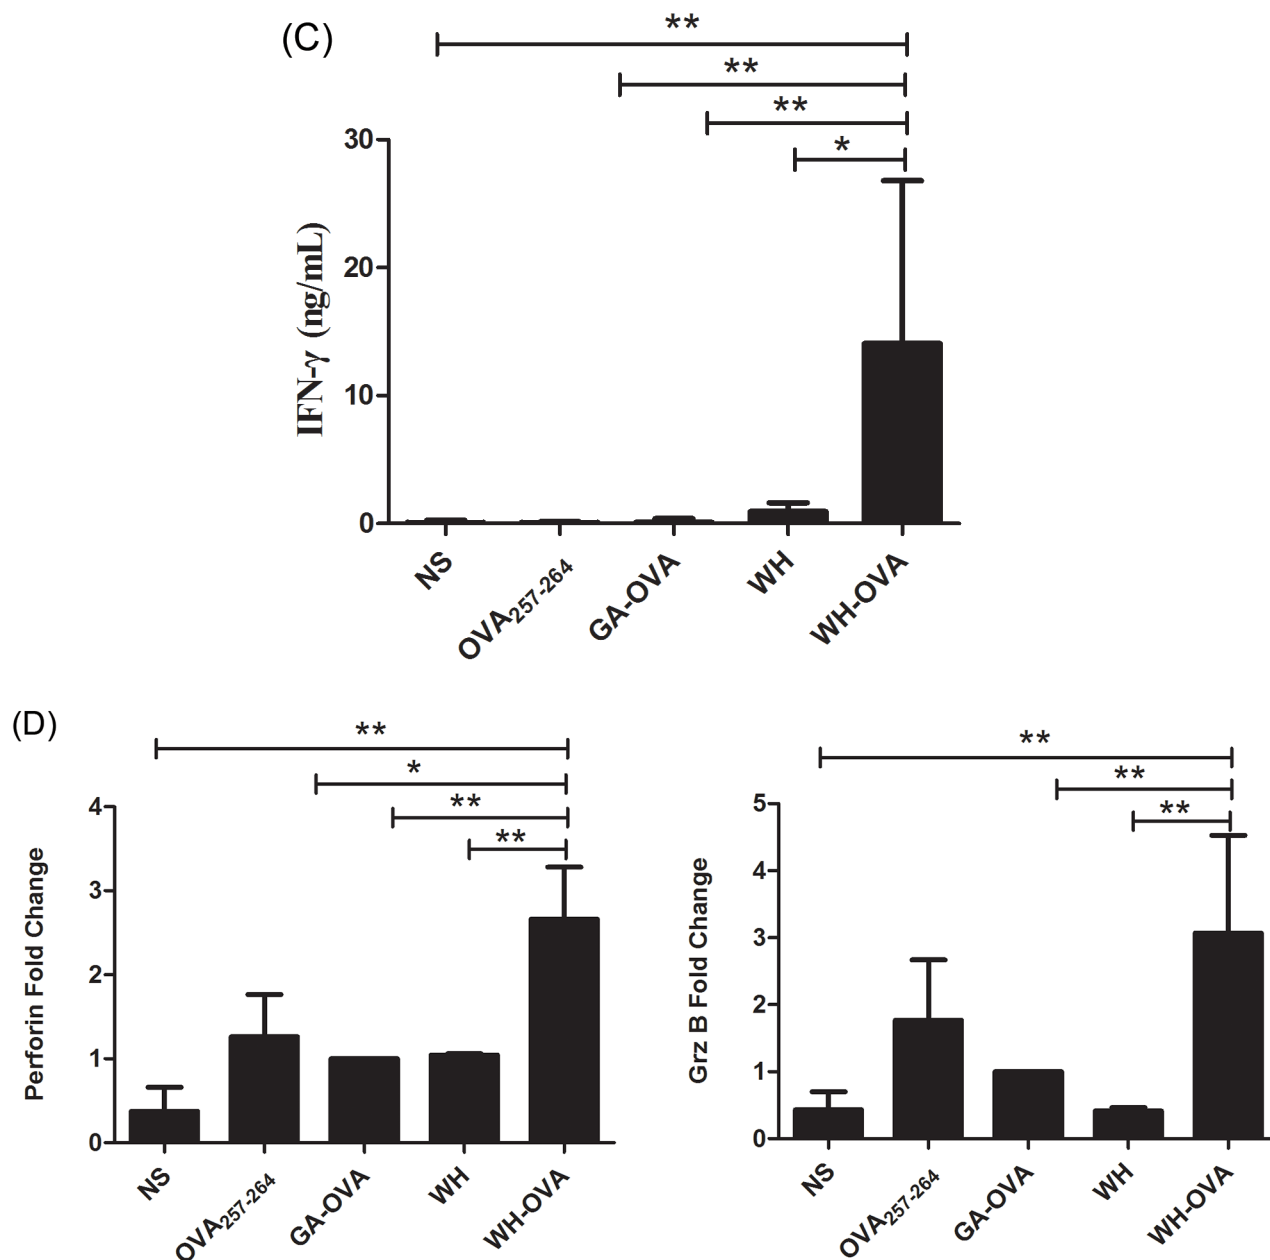 (C)
**
**
**
*
30
20
10
0
IFN-γ (ng/mL)
NS
OVA257-264
GA-OVA
WH
WH-OVA
(D)
**
*
**
**
4
3
2
1
0
Perforin Fold Change
NS
OVA257-264
GA-OVA
WH
WH-OVA
**
**
**
5
4
3
2
1
0
Grz B Fold Change
NS
OVA257-264
GA-OVA
WH
WH-OVA